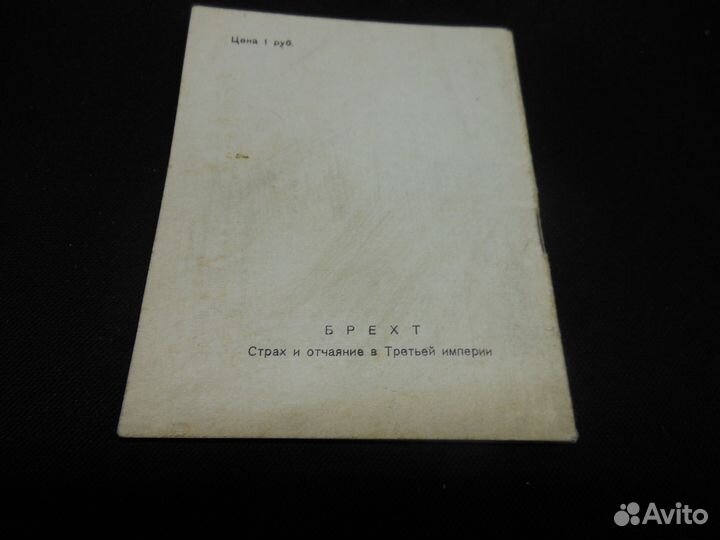 Цена 1 руб.
БРЕХТ
Страх и отчаяние в Третьей империи
Avito